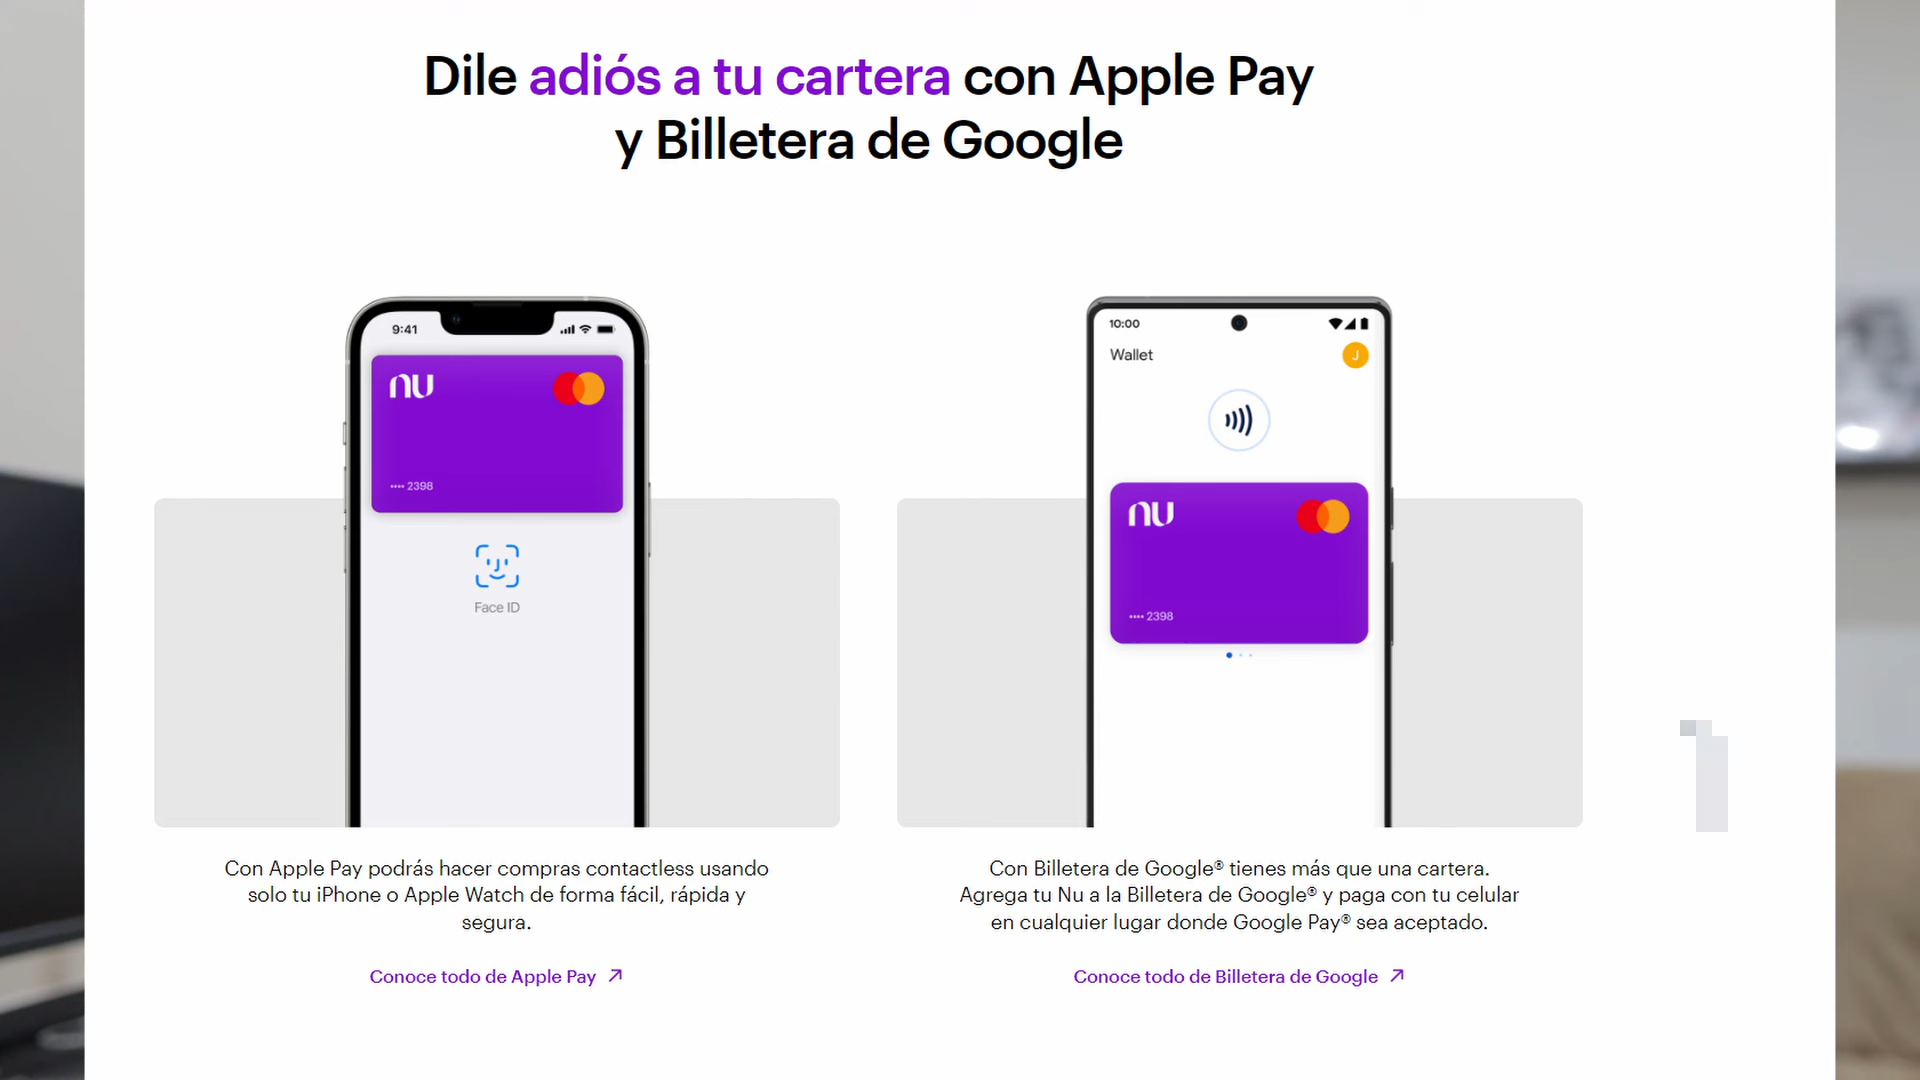 Dile adiós a tu cartera con Apple Pay
y Billetera de Google
9:41
nu
•••• 2398
Face ID
Con Apple Pay podrás hacer compras contactless usando
solo tu iPhone o Apple Watch de forma fácil, rápida y
segura.
Conoce todo de Apple Pay
10:00
Wallet
J
nu
•••• 2398
Con Billetera de Google® tienes más que una cartera.
Agrega tu Nu a la Billetera de Google® y paga con tu celular
en cualquier lugar donde Google Pay® sea aceptado.
Conoce todo de Billetera de Google